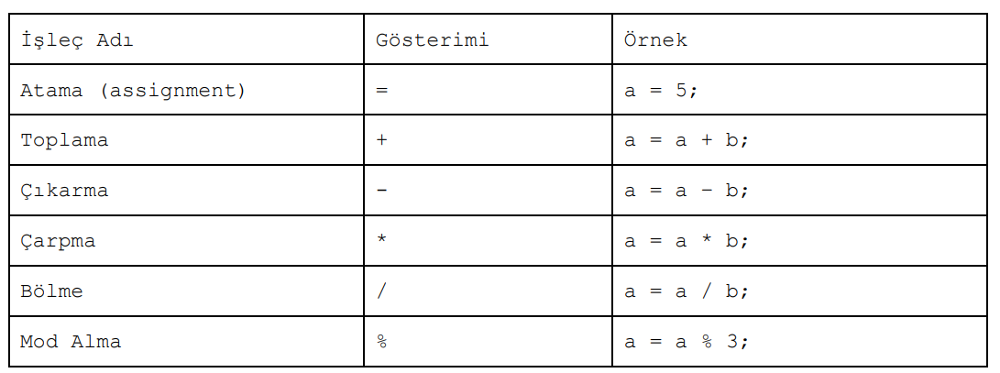 İşleç Adı Gösterimi Örnek
Atama (assignment) = a = 5;
Toplama + a = a + b;
Çıkarma - a = a – b;
Çarpma * a = a * b;
Bölme / a = a / b;
Mod Alma % a = a % 3;